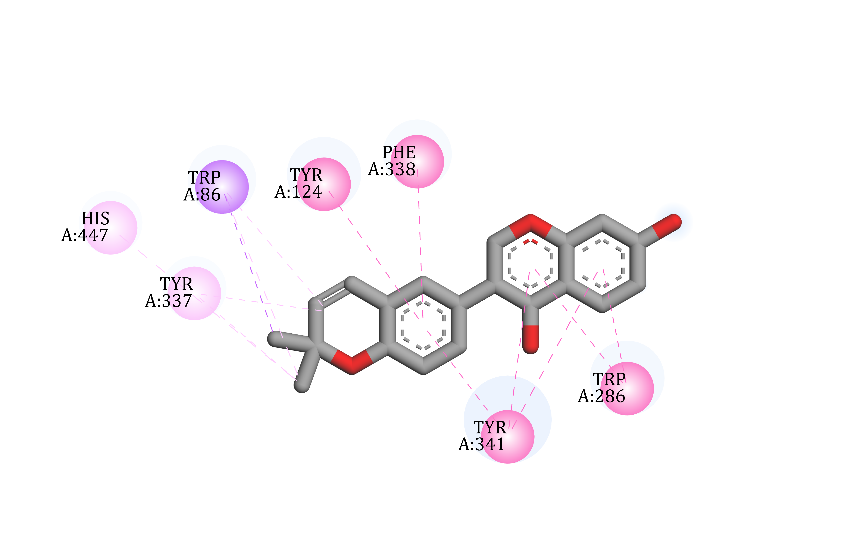 PHE
A:338
TRP
A:86
TYR
A:124
HIS
A:447
TYR
A:337
TRP
A:286
TYR
A:341